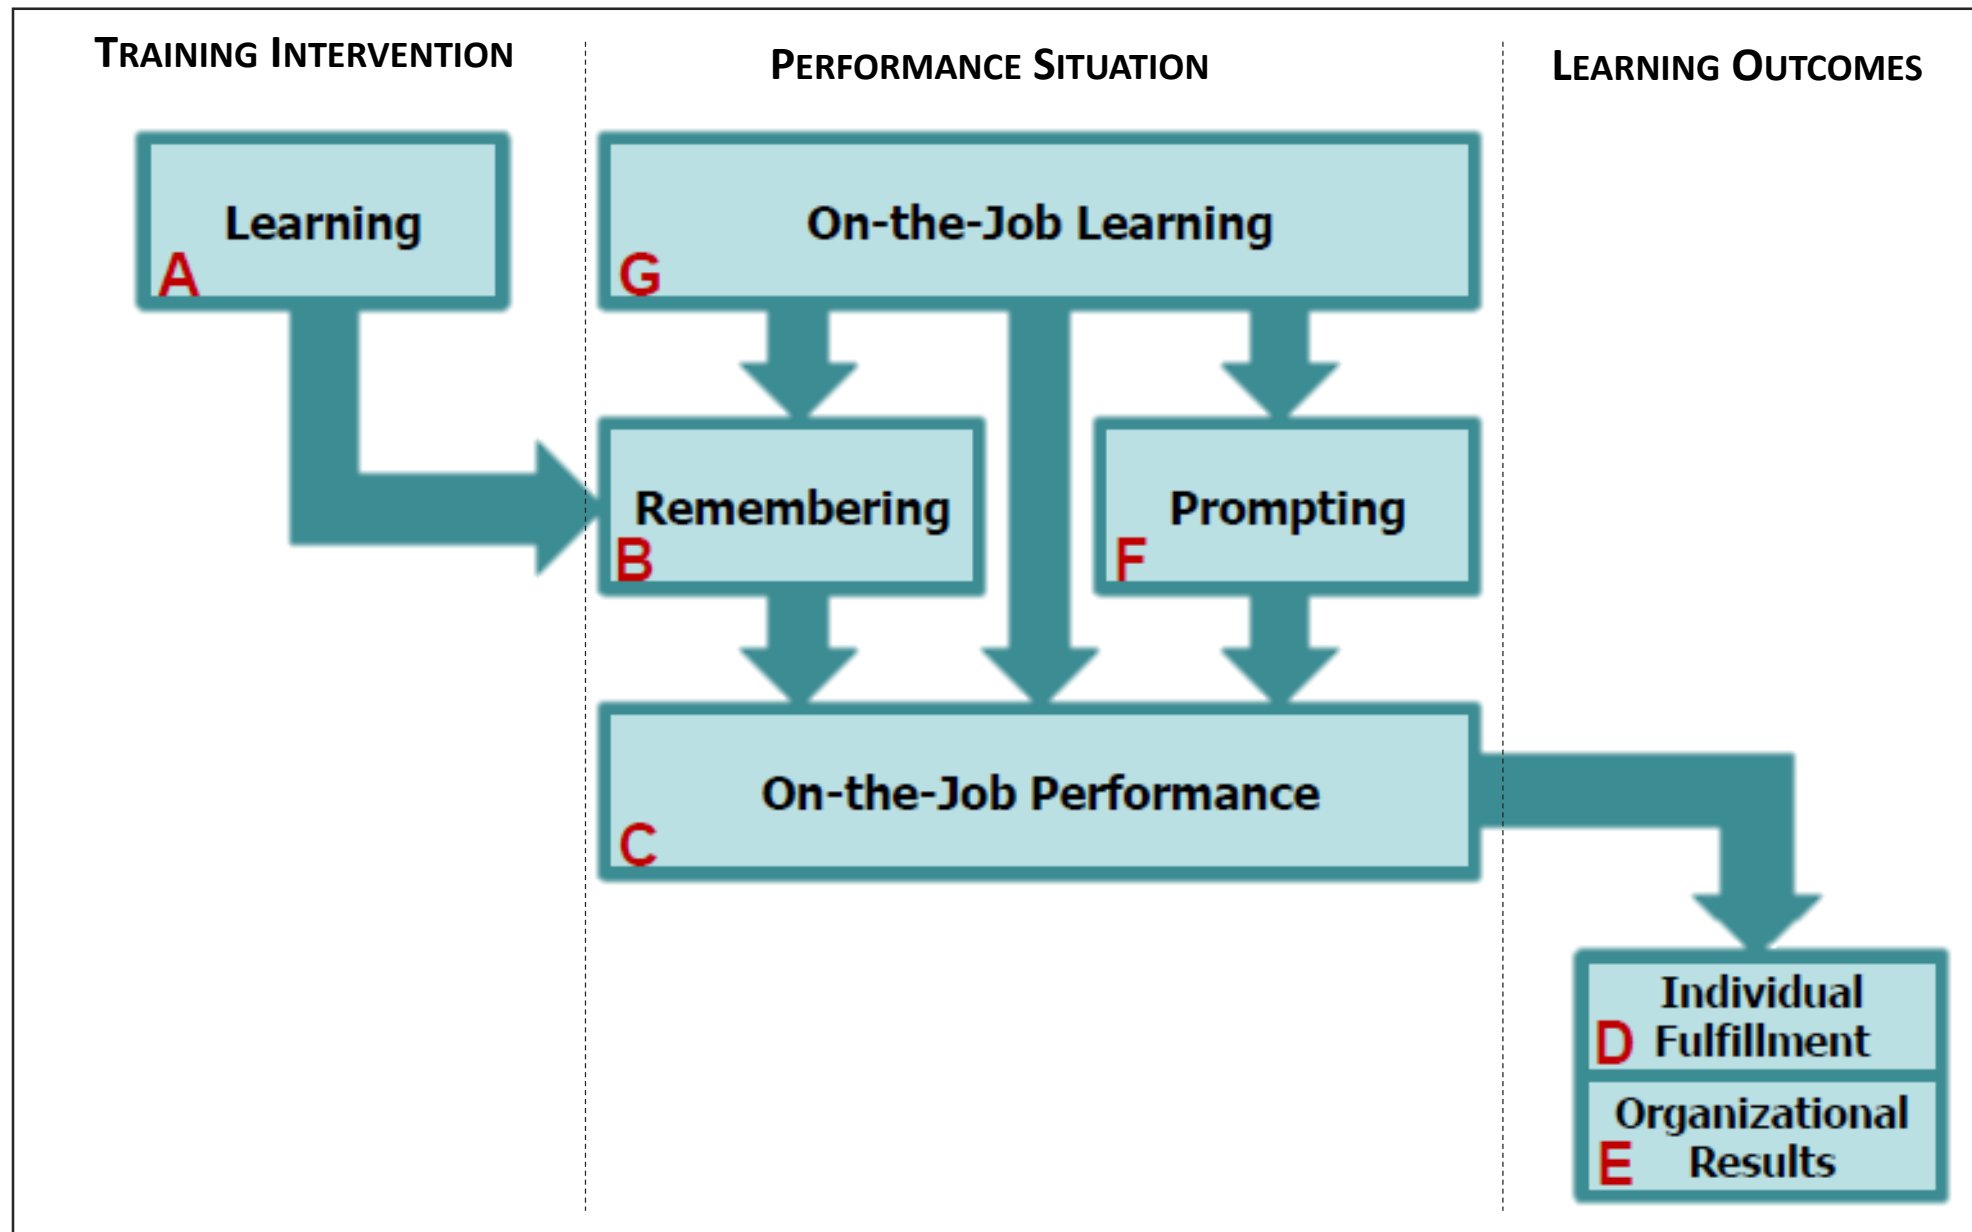 TRAINING INTERVENTION
PERFORMANCE SITUATION
LEARNING OUTCOMES
Learning
A
On-the-Job Learning
G
Remembering
B
Prompting
F
On-the-Job Performance
C
Individual
Fulfillment
D
Organizational
Results
E